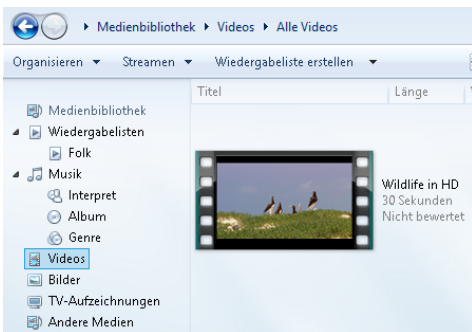 Medienbibliothek ▸ Videos ▸ Alle Videos
Organisieren Streamen Wiedergabeliste erstellen
Titel Länge
Medienbibliothek
Wiedergabelisten
Folk
Musik
Interpret
Album
Genre
Videos
Bilder
TV-Aufzeichnungen
Andere Medien
Wildlife in HD
30 Sekunden
Nicht bewertet